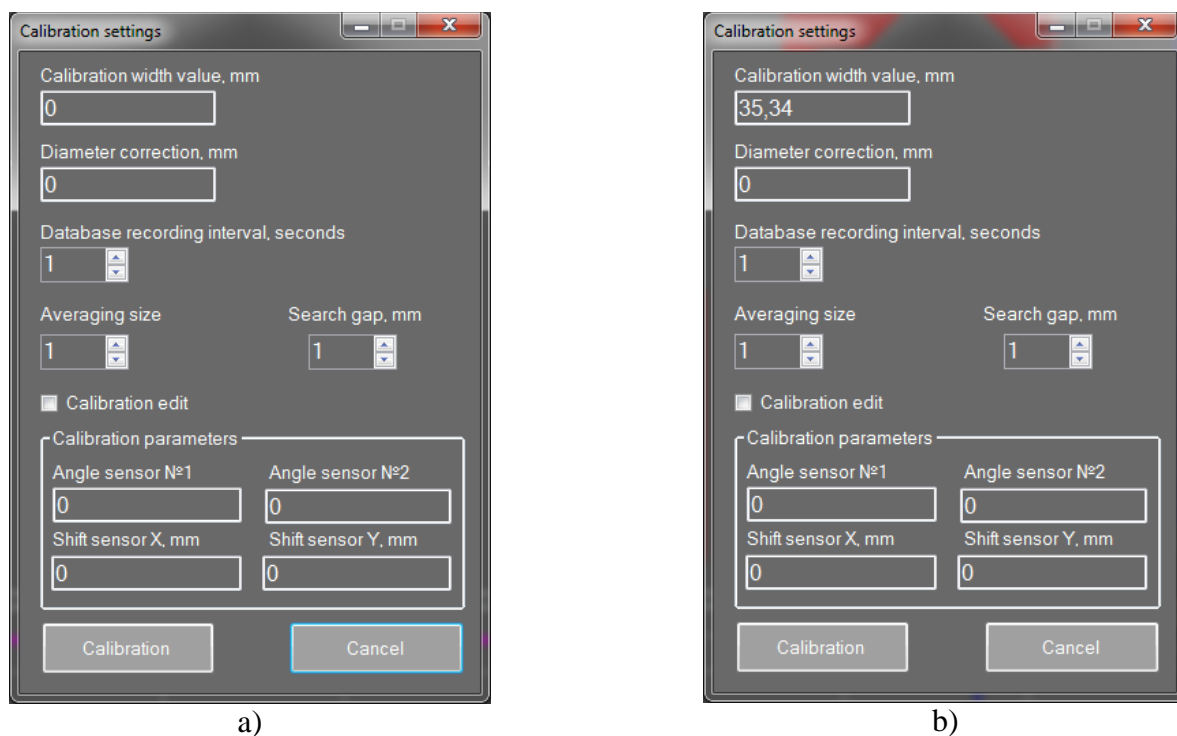 Calibration settings
Calibration width value, mm
0
Diameter correction, mm
0
Database recording interval, seconds
1
Averaging size Search gap, mm
1 1
Calibration edit
Calibration parameters
Angle sensor №1 Angle sensor №2
0 0
Shift sensor X, mm Shift sensor Y, mm
0 0
Calibration Cancel
a)
Calibration settings
Calibration width value, mm
35,34
Diameter correction, mm
0
Database recording interval, seconds
1
Averaging size Search gap, mm
1 1
Calibration edit
Calibration parameters
Angle sensor №1 Angle sensor №2
0 0
Shift sensor X, mm Shift sensor Y, mm
0 0
Calibration Cancel
b)